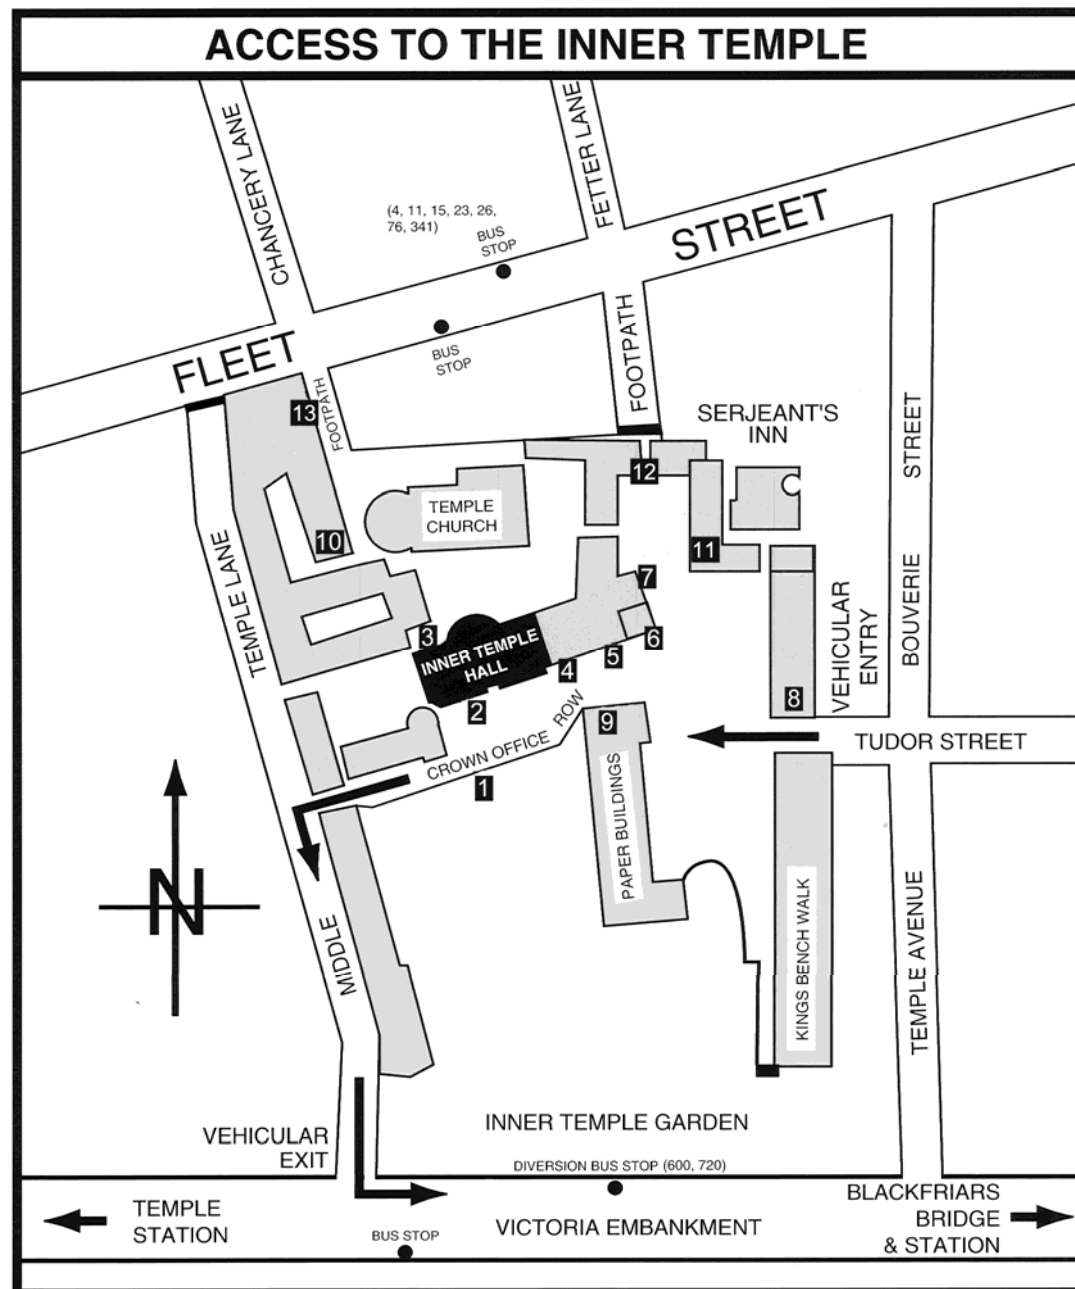 ACCESS TO THE INNER TEMPLE
CHANCERY LANE
FETTER LANE
(4, 11, 15, 23, 26,
76, 341)
BUS
STOP
STREET
FLEET
BUS
STOP
FOOTPATH
FOOTPATH
SERJEANT'S
INN
STREET
BOUVERIE
13
12
TEMPLE
CHURCH
10
11
7
TEMPLE LANE
3
INNER TEMPLE
HALL
6
5
4
VEHICULAR
ENTRY
8
2
ROW
9
CROWN OFFICE
TUDOR STREET
1
PAPER BUILDINGS
N
MIDDLE
KINGS BENCH WALK
TEMPLE AVENUE
INNER TEMPLE GARDEN
VEHICULAR
EXIT
DIVERSION BUS STOP (600, 720)
TEMPLE
STATION
BUS STOP
VICTORIA EMBANKMENT
BLACKFRIARS
BRIDGE
& STATION